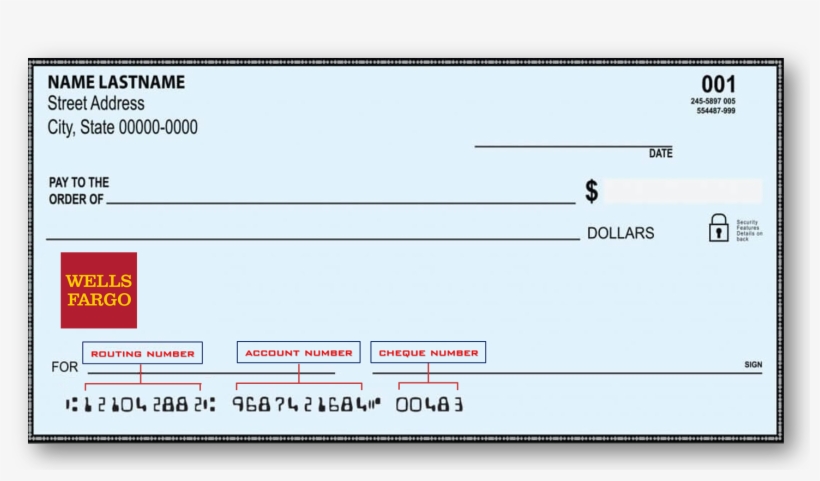 NAME LASTNAME
Street Address
City, State 00000-0000
001
245-5897 005
554487-999
DATE
PAY TO THE
ORDER OF
$
DOLLARS
Security
Features
Details on
back
WELLS
FARGO
ROUTING NUMBER
ACCOUNT NUMBER
CHEQUE NUMBER
FOR
SIGN
⑆121042882⑆ 9687421684⑈ 00483